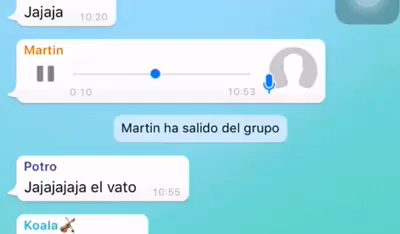 Jajaja
10:20
Martin
0:10 10:53
Martin ha salido del grupo
Potro
Jajajajaja el vato 10:55
Koala🎻